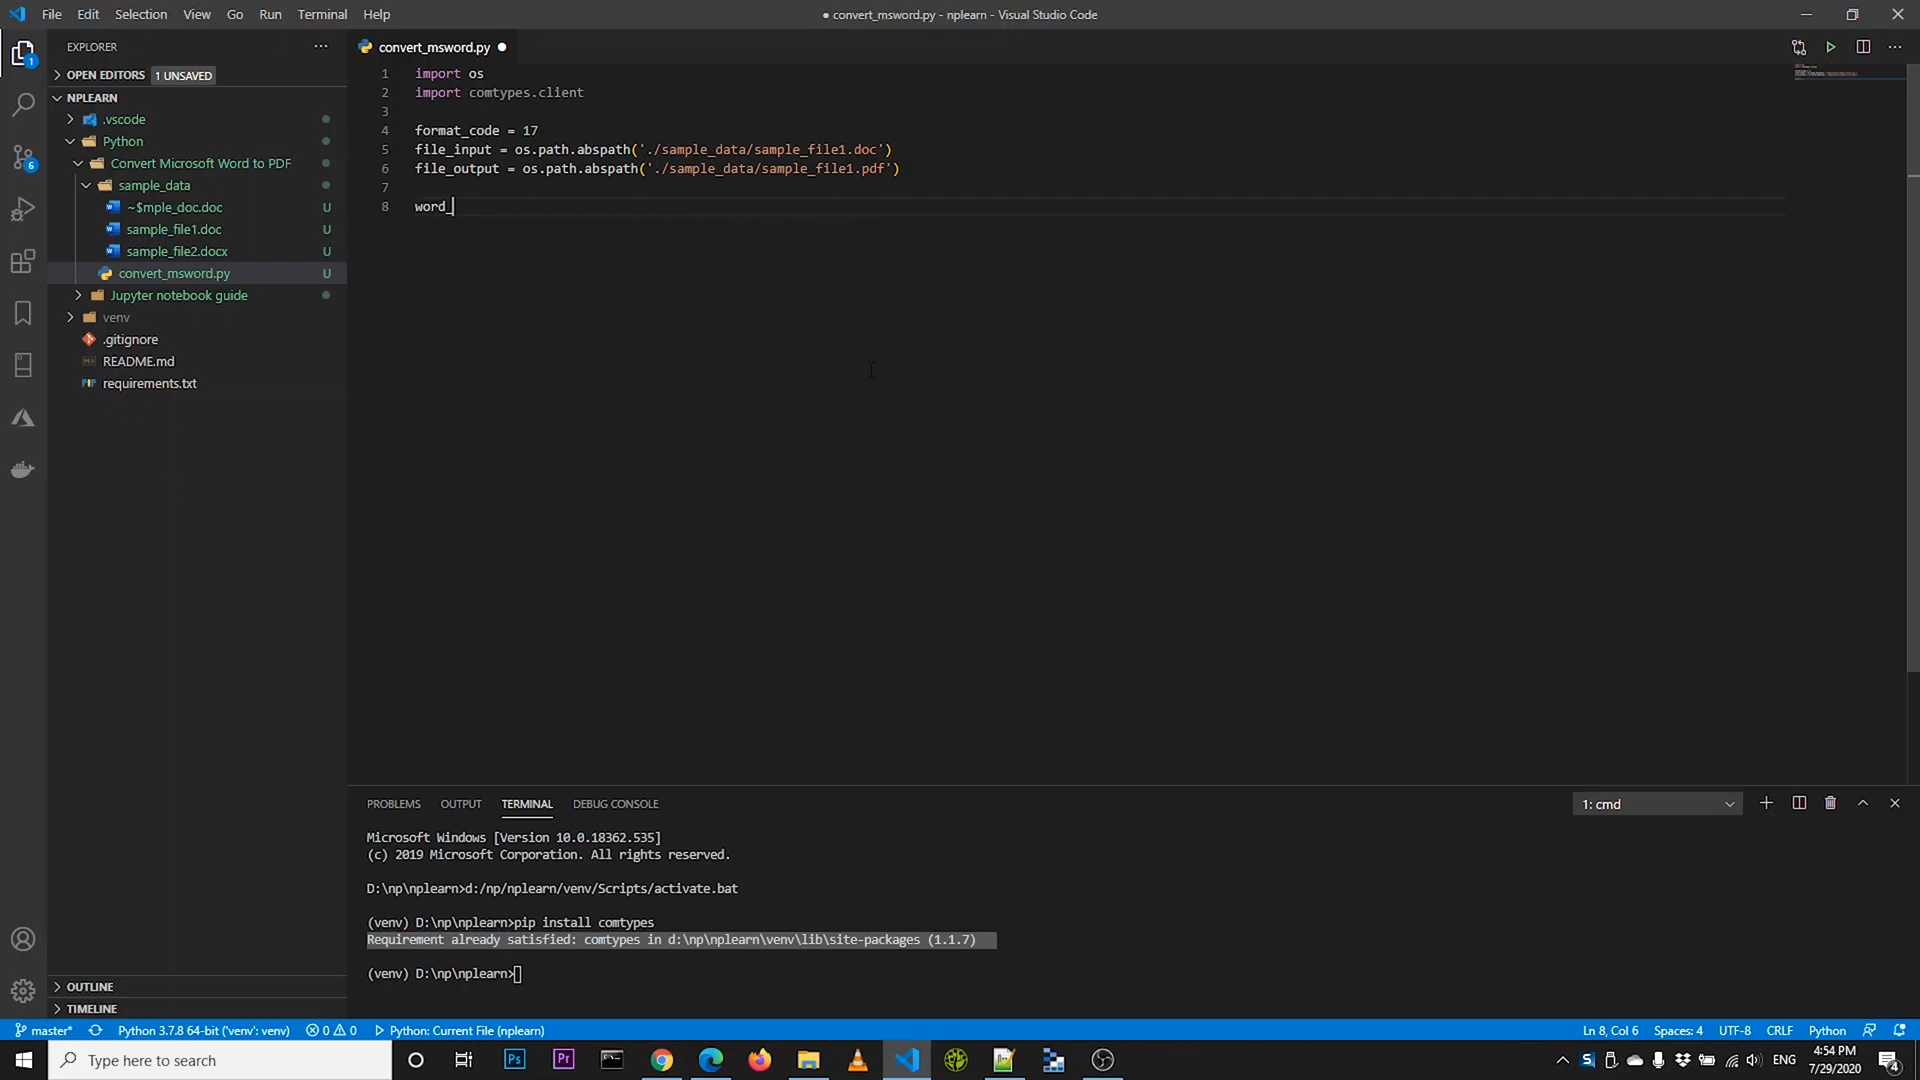 File Edit Selection View Go Run Terminal Help
● convert_msword.py - nplearn - Visual Studio Code
EXPLORER
OPEN EDITORS 1 UNSAVED
NPLEARN
.vscode
Python
Convert Microsoft Word to PDF
sample_data
~$mple_doc.doc U
sample_file1.doc U
sample_file2.docx U
convert_msword.py U
Jupyter notebook guide
venv
.gitignore
README.md
requirements.txt
OUTLINE
TIMELINE
1
6
convert_msword.py
1 import os
2 import comtypes.client
3
4 format_code = 17
5 file_input = os.path.abspath('./sample_data/sample_file1.doc')
6 file_output = os.path.abspath('./sample_data/sample_file1.pdf')
7
8 word_
PROBLEMS OUTPUT TERMINAL DEBUG CONSOLE
1: cmd
Microsoft Windows [Version 10.0.18362.535]
(c) 2019 Microsoft Corporation. All rights reserved.
D:\np\nplearn>d:/np/nplearn/venv/Scripts/activate.bat
(venv) D:\np\nplearn>pip install comtypes
Requirement already satisfied: comtypes in d:\np\nplearn\venv\lib\site-packages (1.1.7)
(venv) D:\np\nplearn>
master* Python 3.7.8 64-bit ('venv': venv) 0 0 Python: Current File (nplearn)
Ln 8, Col 6 Spaces: 4 UTF-8 CRLF Python
Type here to search
Ps
Pr
ENG
4:54 PM
7/29/2020
4